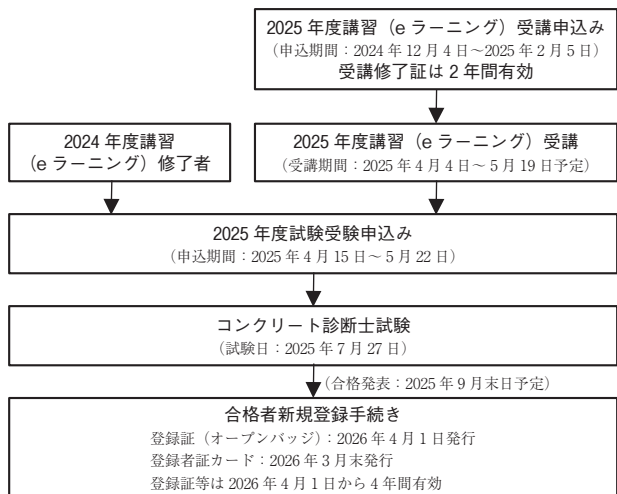 2025 年度講習（e ラーニング）受講申込み
（申込期間：2024 年 12 月 4 日～2025 年 2 月 5 日）
受講修了証は 2 年間有効
2024 年度講習
（e ラーニング）修了者
2025 年度講習（e ラーニング）受講
（受講期間：2025 年 4 月 4 日～ 5 月 19 日予定）
2025 年度試験受験申込み
（申込期間：2025 年 4 月 15 日～ 5 月 22 日）
コンクリート診断士試験
（試験日：2025 年 7 月 27 日）
（合格発表：2025 年 9 月末日予定）
合格者新規登録手続き
登録証（オープンバッジ）：2026 年 4 月 1 日発行
登録者証カード：2026 年 3 月末発行
登録証等は 2026 年 4 月 1 日から 4 年間有効